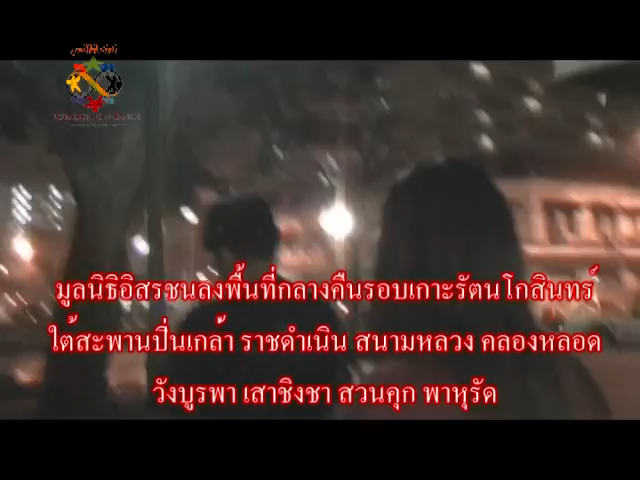 มูลนิธิอิสรชนลงพื้นที่กลางคืนรอบเกาะรัตนโกสินทร์
ใต้สะพานปิ่นเกล้า ราชดำเนิน สนามหลวง คลองหลอด
วังบูรพา เสาชิงชา สวนคุก พาหุรัด